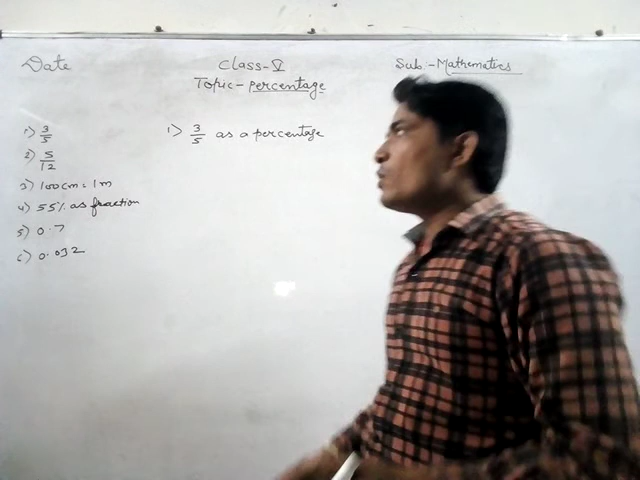 Date Class-V Sub.-Mathematics
Topic-percentage
1) 3/5
2) 5/12
3) 100cm = 1m
4) 55% as fraction
5) 0.7
6) 0.032
1) 3/5 as a percentage